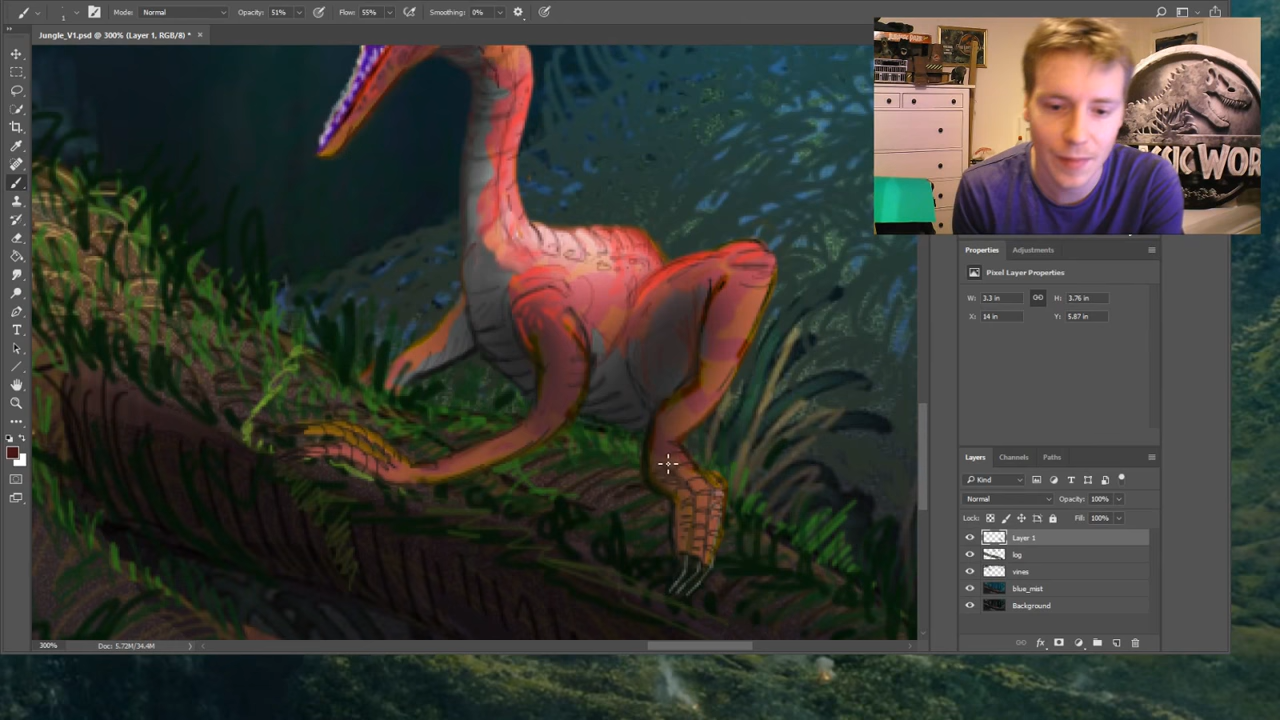 Mode: Normal Opacity: 51% Flow: 55% Smoothing: 0%
Jungle_V1.psd @ 300% (Layer 1, RGB/8) *
Properties Adjustments
Pixel Layer Properties
W: 3.3 in H: 3.76 in
X: 14 in Y: 5.87 in
Layers Channels Paths
Kind
Normal Opacity: 100%
Lock: Fill: 100%
Layer 1
log
vines
blue_mist
Background
300% Doc: 5.72M/34.4M